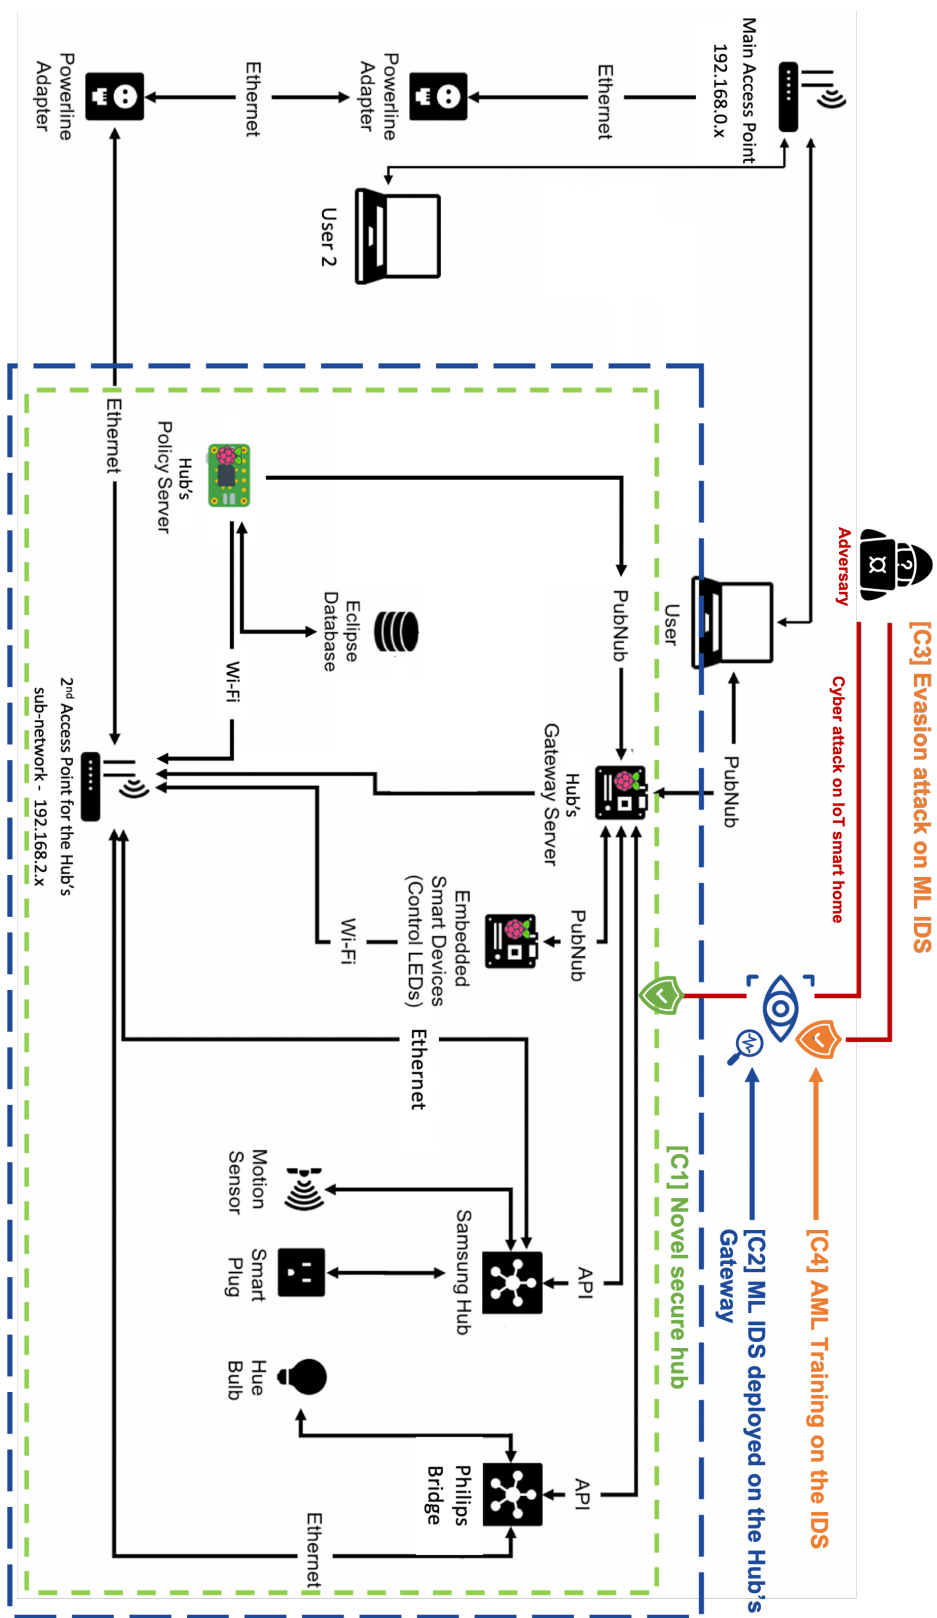 [C3] Evasion attack on ML IDS
[C4] AML Training on the IDS
Adversary
Cyber attack on IoT smart home
[C2] ML IDS deployed on the Hub's
Gateway
Main Access Point
192.168.0.x
User
PubNub
[C1] Novel secure hub
Ethernet
PubNub
API
API
Powerline
Adapter
User 2
Hub's
Gateway Server
PubNub
Samsung Hub
Philips
Bridge
Embedded
Smart Devices
(Control LEDs)
Ethernet
Eclipse
Database
Wi-Fi
Ethernet
Ethernet
Wi-Fi
Motion
Sensor
Smart
Plug
Hue
Bulb
Hub's
Policy Server
Powerline
Adapter
Ethernet
2nd Access Point for the Hub's
sub-network - 192.168.2.x